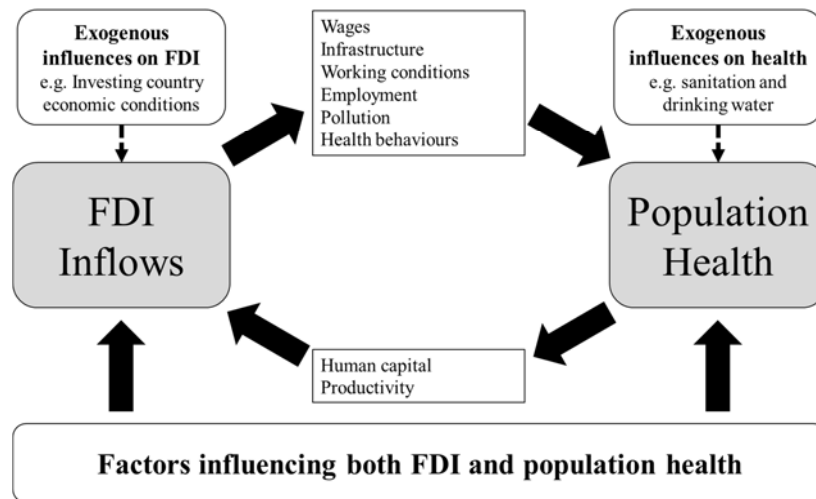 Exogenous
influences on FDI
e.g. Investing country
economic conditions
Wages
Infrastructure
Working conditions
Employment
Pollution
Health behaviours
Exogenous
influences on health
e.g. sanitation and
drinking water
FDI
Inflows
Population
Health
Human capital
Productivity
Factors influencing both FDI and population health